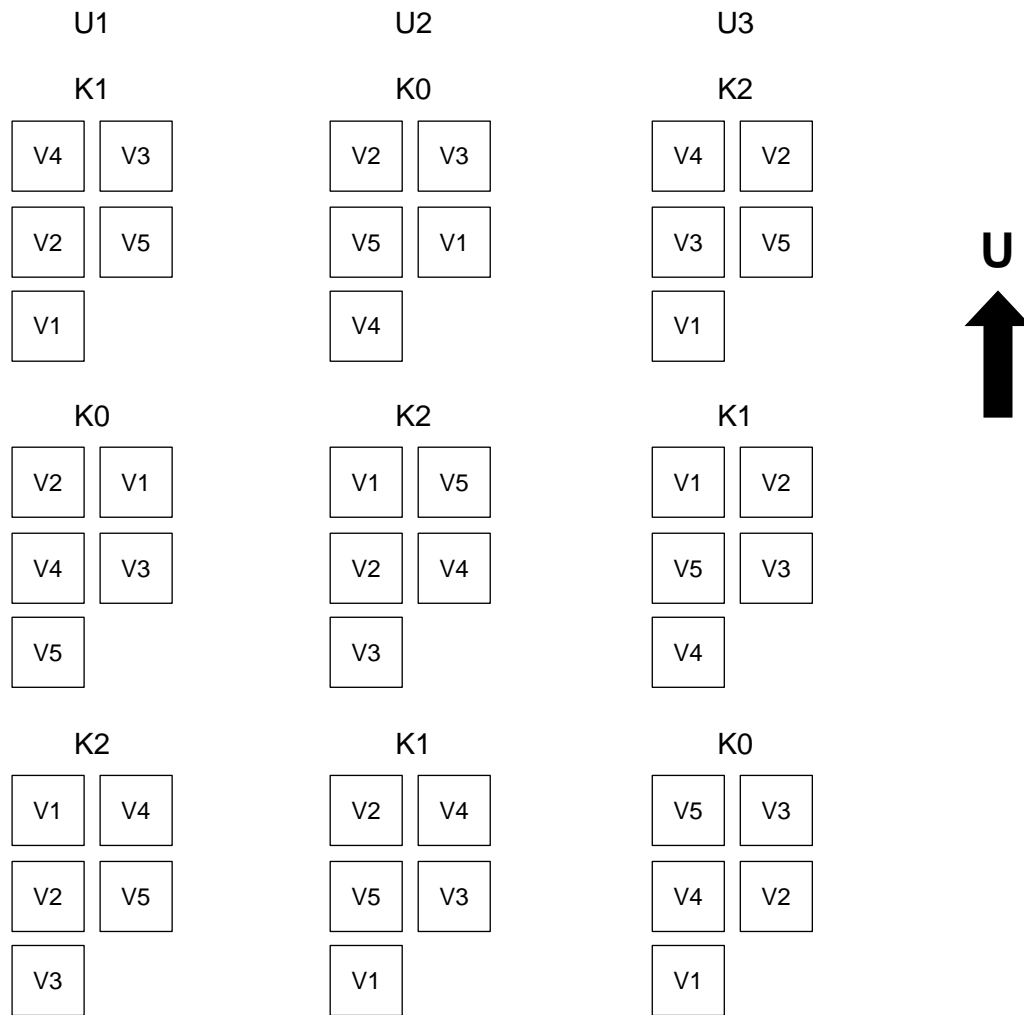 U1 U2 U3
K1 K0 K2
V4 V3 V2 V3 V4 V2
V2 V5 V5 V1 V3 V5
U
V1 V4 V1
K0 K2 K1
V2 V1 V1 V5 V1 V2
V4 V3 V2 V4 V5 V3
V5 V3 V4
K2 K1 K0
V1 V4 V2 V4 V5 V3
V2 V5 V5 V3 V4 V2
V3 V1 V1